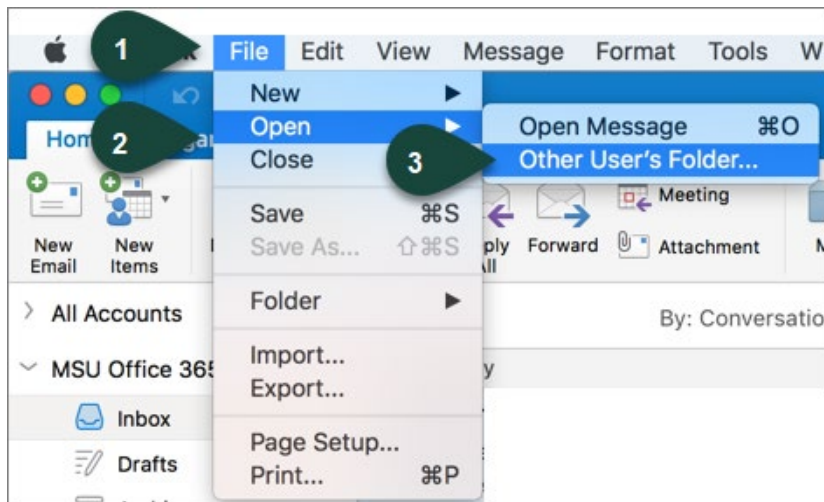 1 File Edit View Message Format Tools W
New
2 Open
Close
Save ⌘S
Save As... ⇧⌘S
Folder
Import...
Export...
Page Setup...
Print... ⌘P
Open Message ⌘O
3 Other User's Folder...
Hom
New Email
New Items
Forward
Meeting
Attachment
All Accounts
By: Conversatio
MSU Office 365
Inbox
Drafts